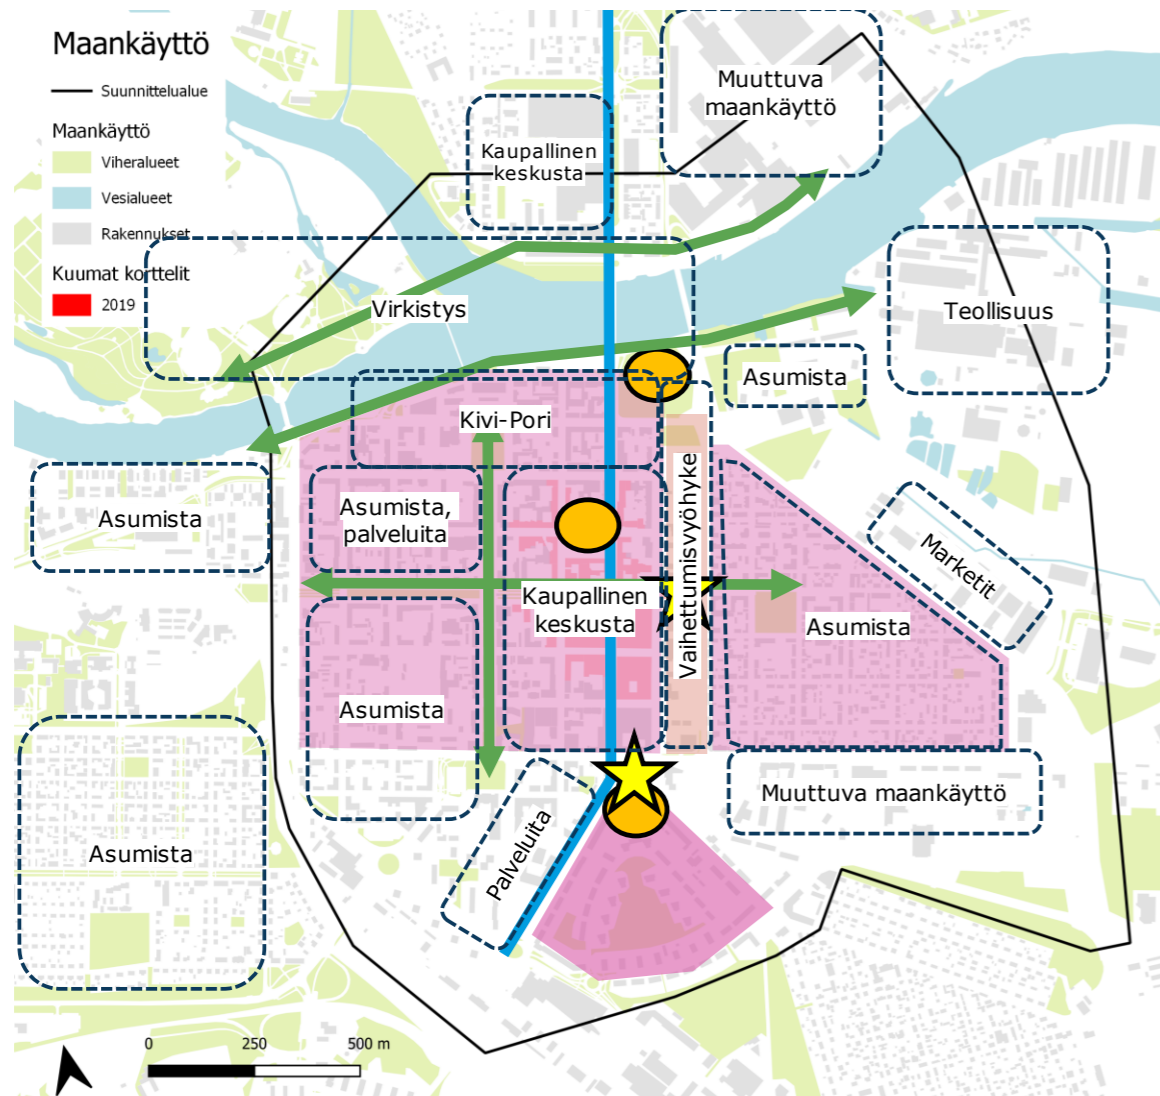 Maankäyttö
Suunnittelualue
Maankäyttö
Viheralueet
Vesialueet
Rakennukset
Kuumat korttelit
2019
Muuttuva
maankäyttö
Kaupallinen
keskusta
Virkistys
Teollisuus
Asumista
Kivi-Pori
Asumista
Asumista,
palveluita
Vaihettumisvyöhyke
Marketit
Kaupallinen
keskusta
Asumista
Asumista
Muuttuva maankäyttö
Palveluita
Asumista
0 250 500 m